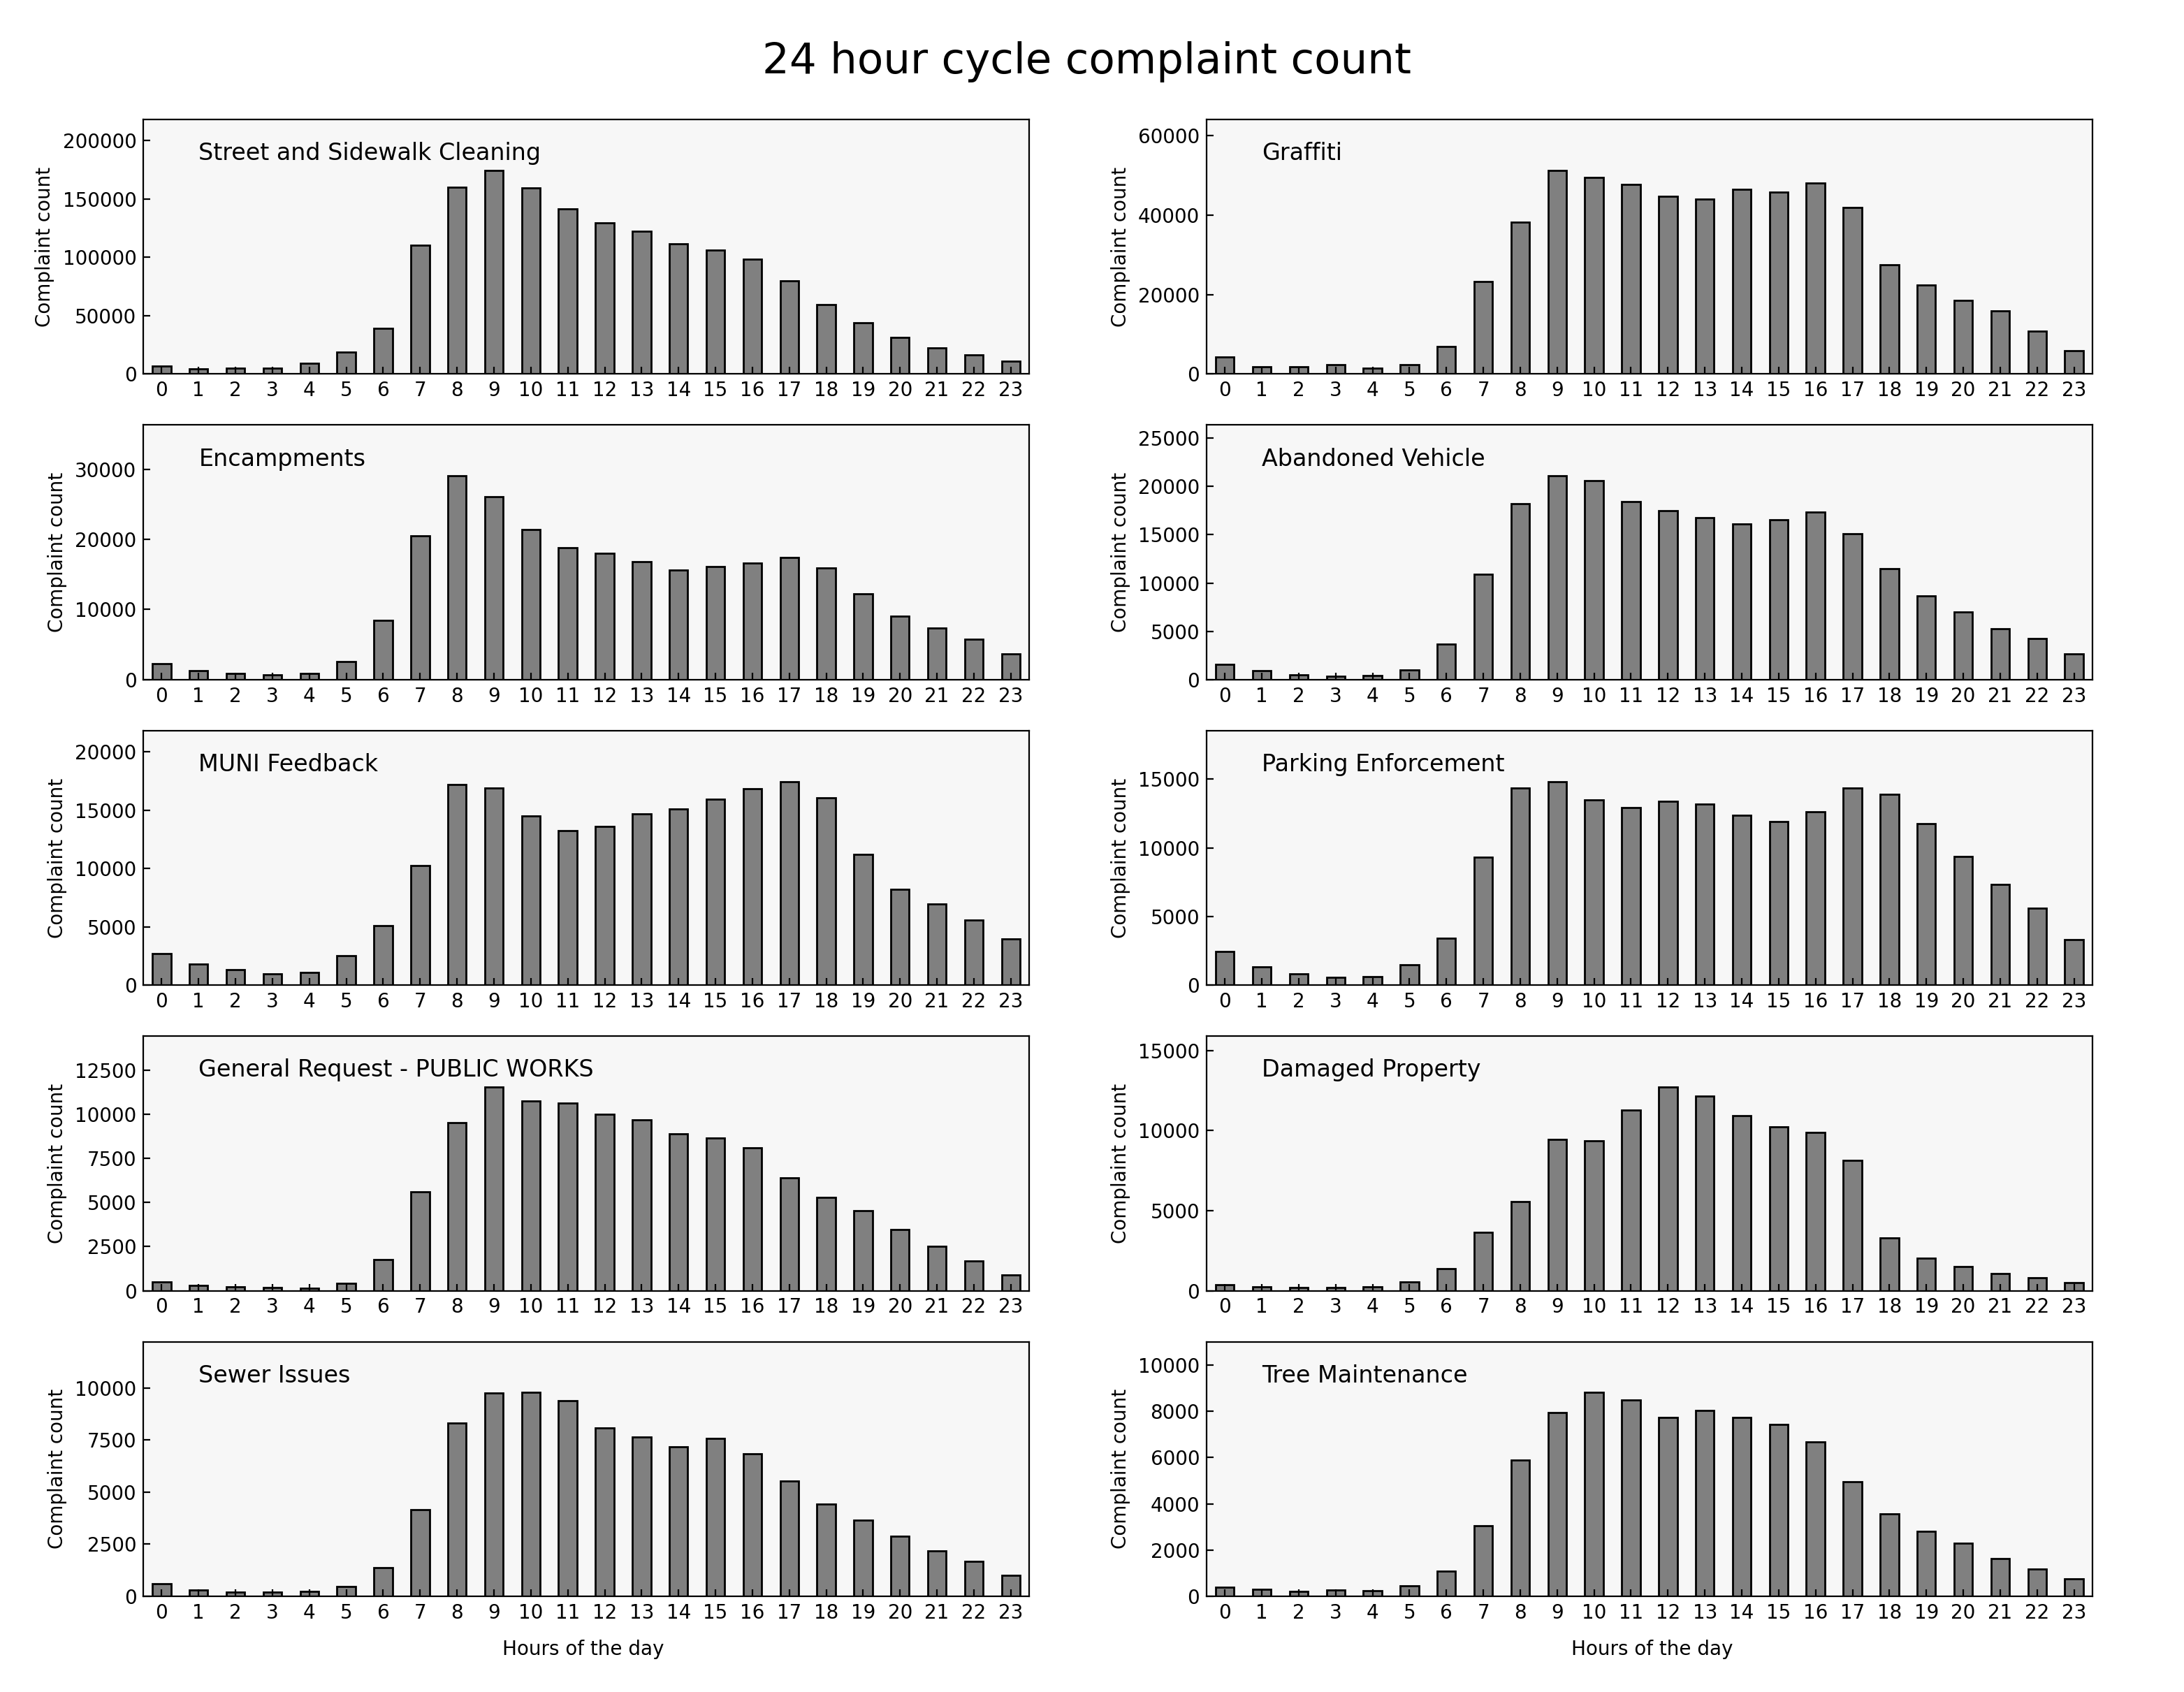 24 hour cycle complaint count
Street and Sidewalk Cleaning
Complaint count
200000
150000
100000
50000
0
0 1 2 3 4 5 6 7 8 9 10 11 12 13 14 15 16 17 18 19 20 21 22 23
Graffiti
Complaint count
60000
40000
20000
0
0 1 2 3 4 5 6 7 8 9 10 11 12 13 14 15 16 17 18 19 20 21 22 23
Encampments
Complaint count
30000
20000
10000
0
0 1 2 3 4 5 6 7 8 9 10 11 12 13 14 15 16 17 18 19 20 21 22 23
Abandoned Vehicle
Complaint count
25000
20000
15000
10000
5000
0
0 1 2 3 4 5 6 7 8 9 10 11 12 13 14 15 16 17 18 19 20 21 22 23
MUNI Feedback
Complaint count
20000
15000
10000
5000
0
0 1 2 3 4 5 6 7 8 9 10 11 12 13 14 15 16 17 18 19 20 21 22 23
Parking Enforcement
Complaint count
15000
10000
5000
0
0 1 2 3 4 5 6 7 8 9 10 11 12 13 14 15 16 17 18 19 20 21 22 23
General Request - PUBLIC WORKS
Complaint count
12500
10000
7500
5000
2500
0
0 1 2 3 4 5 6 7 8 9 10 11 12 13 14 15 16 17 18 19 20 21 22 23
Damaged Property
Complaint count
15000
10000
5000
0
0 1 2 3 4 5 6 7 8 9 10 11 12 13 14 15 16 17 18 19 20 21 22 23
Sewer Issues
Complaint count
10000
7500
5000
2500
0
0 1 2 3 4 5 6 7 8 9 10 11 12 13 14 15 16 17 18 19 20 21 22 23
Hours of the day
Tree Maintenance
Complaint count
10000
8000
6000
4000
2000
0
0 1 2 3 4 5 6 7 8 9 10 11 12 13 14 15 16 17 18 19 20 21 22 23
Hours of the day